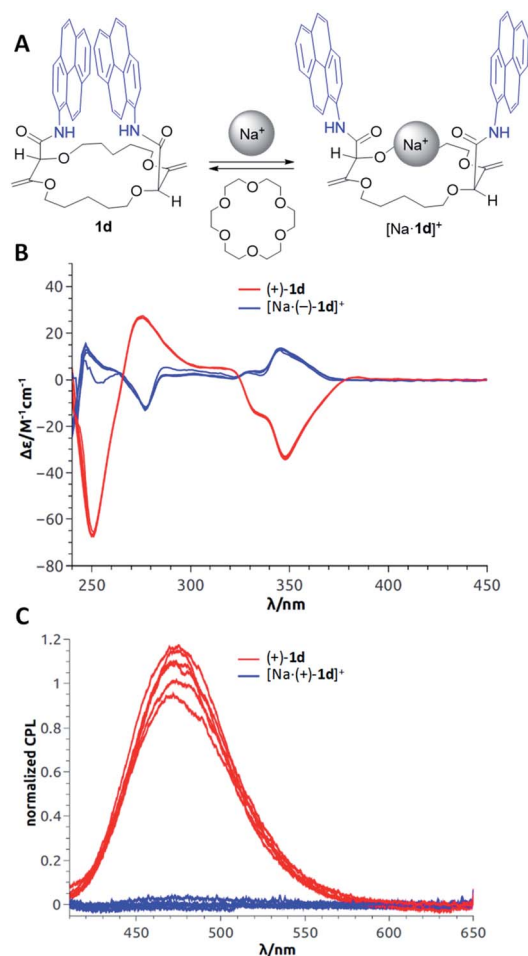 A
NH
NH
O
O
H
O
O
O
O
H
1d
Na⁺
O
O
O
O
O
O
NH
NH
O
O
H
O
O
O
O
H
Na⁺
[Na·1d]⁺
B
(+)-1d
[Na·(−)-1d]⁺
Δε/M⁻¹cm⁻¹
40
20
0
−20
−40
−60
−80
250
300
350
400
450
λ/nm
C
(+)-1d
[Na·(+)-1d]⁺
normalized CPL
1.2
1
0.8
0.6
0.4
0.2
0
450
500
550
600
650
λ/nm